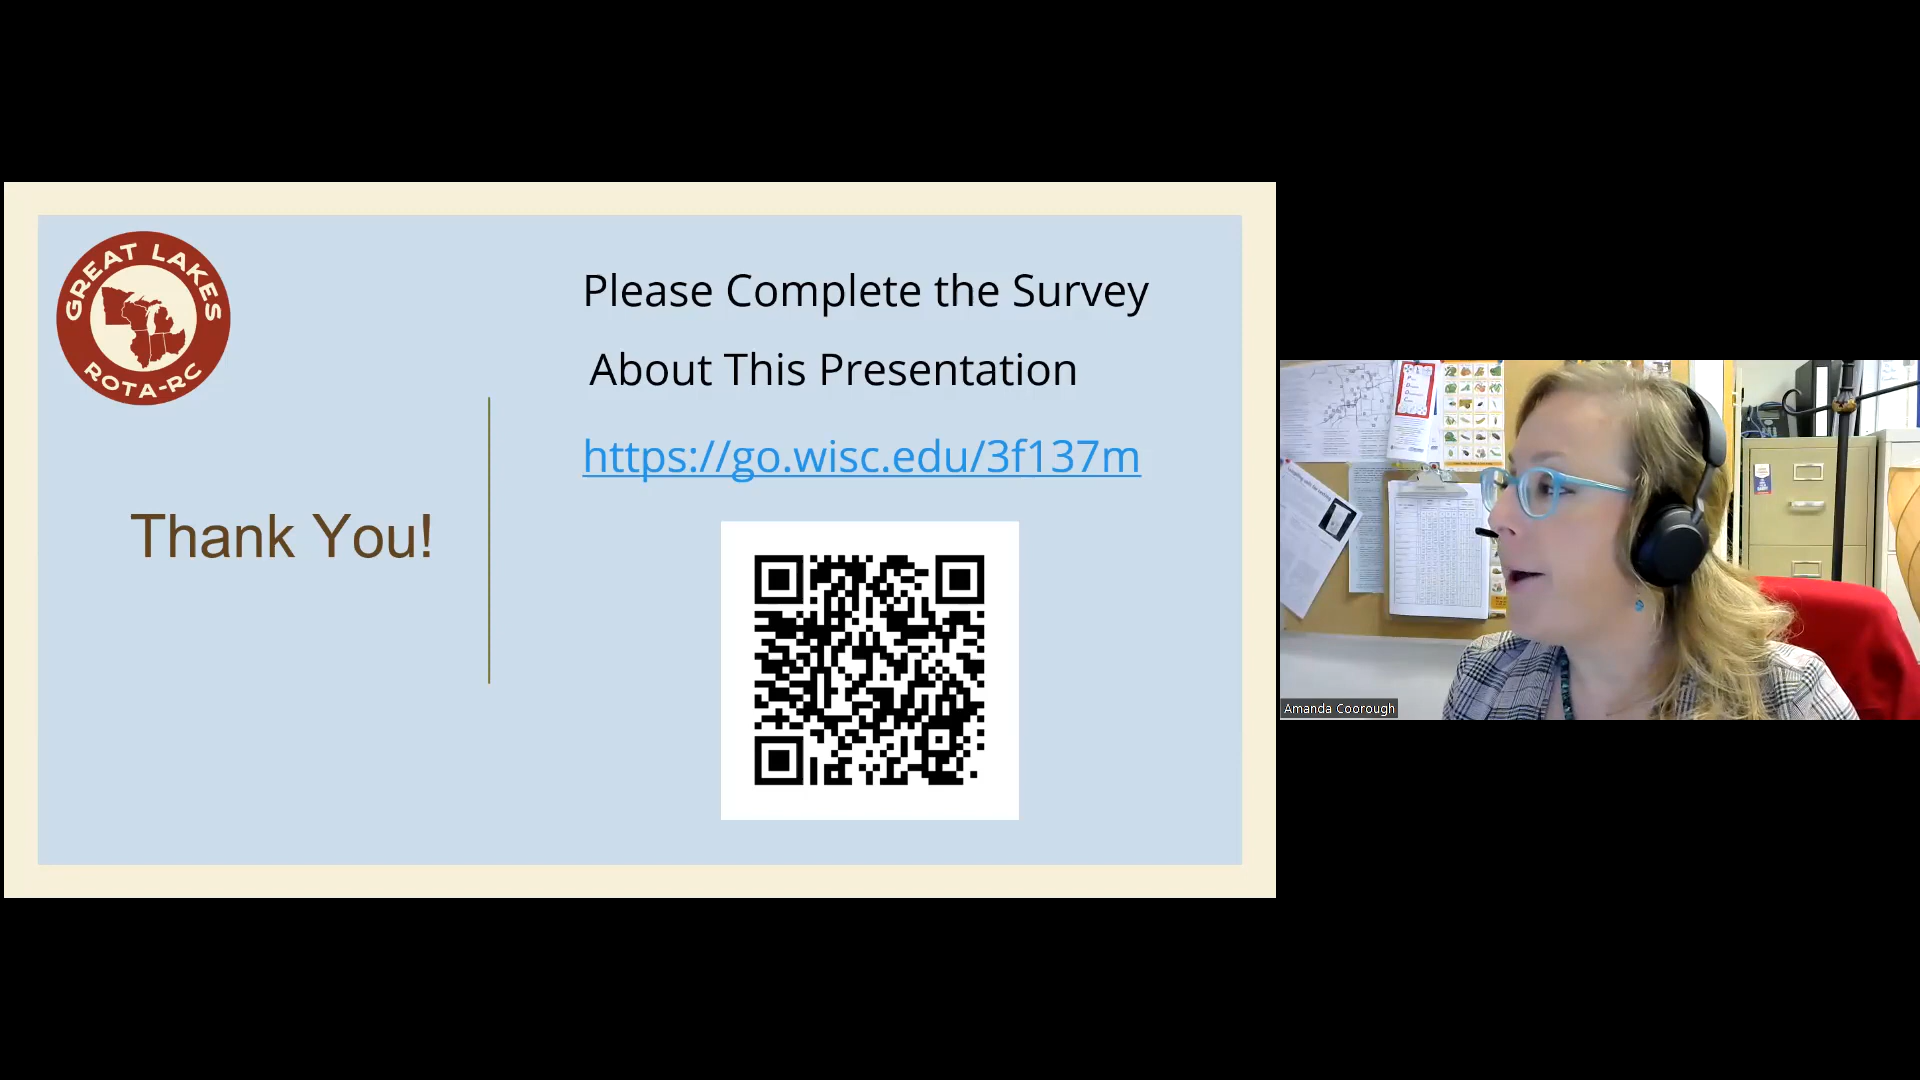 GREAT LAKES
ROTA-RC
Thank You!
Please Complete the Survey
About This Presentation
https://go.wisc.edu/3f137m
Amanda Coorough